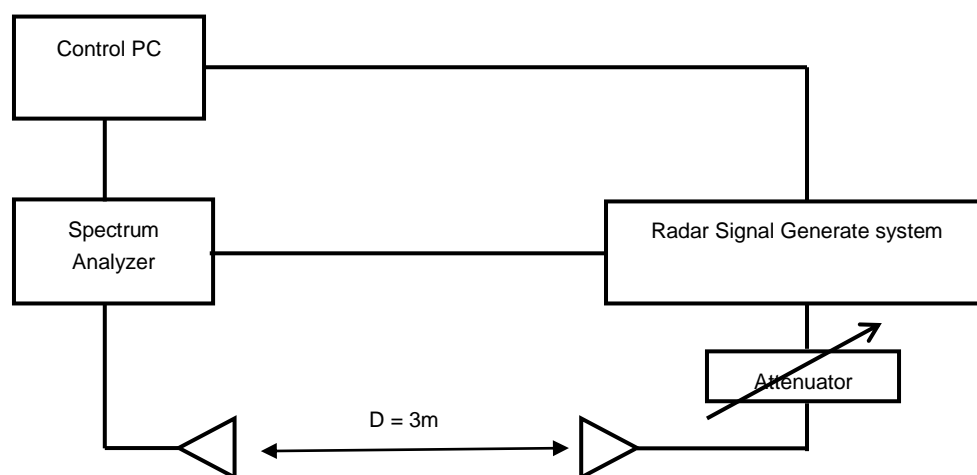 Control PC
Spectrum
Analyzer
Radar Signal Generate system
Attenuator
D = 3m